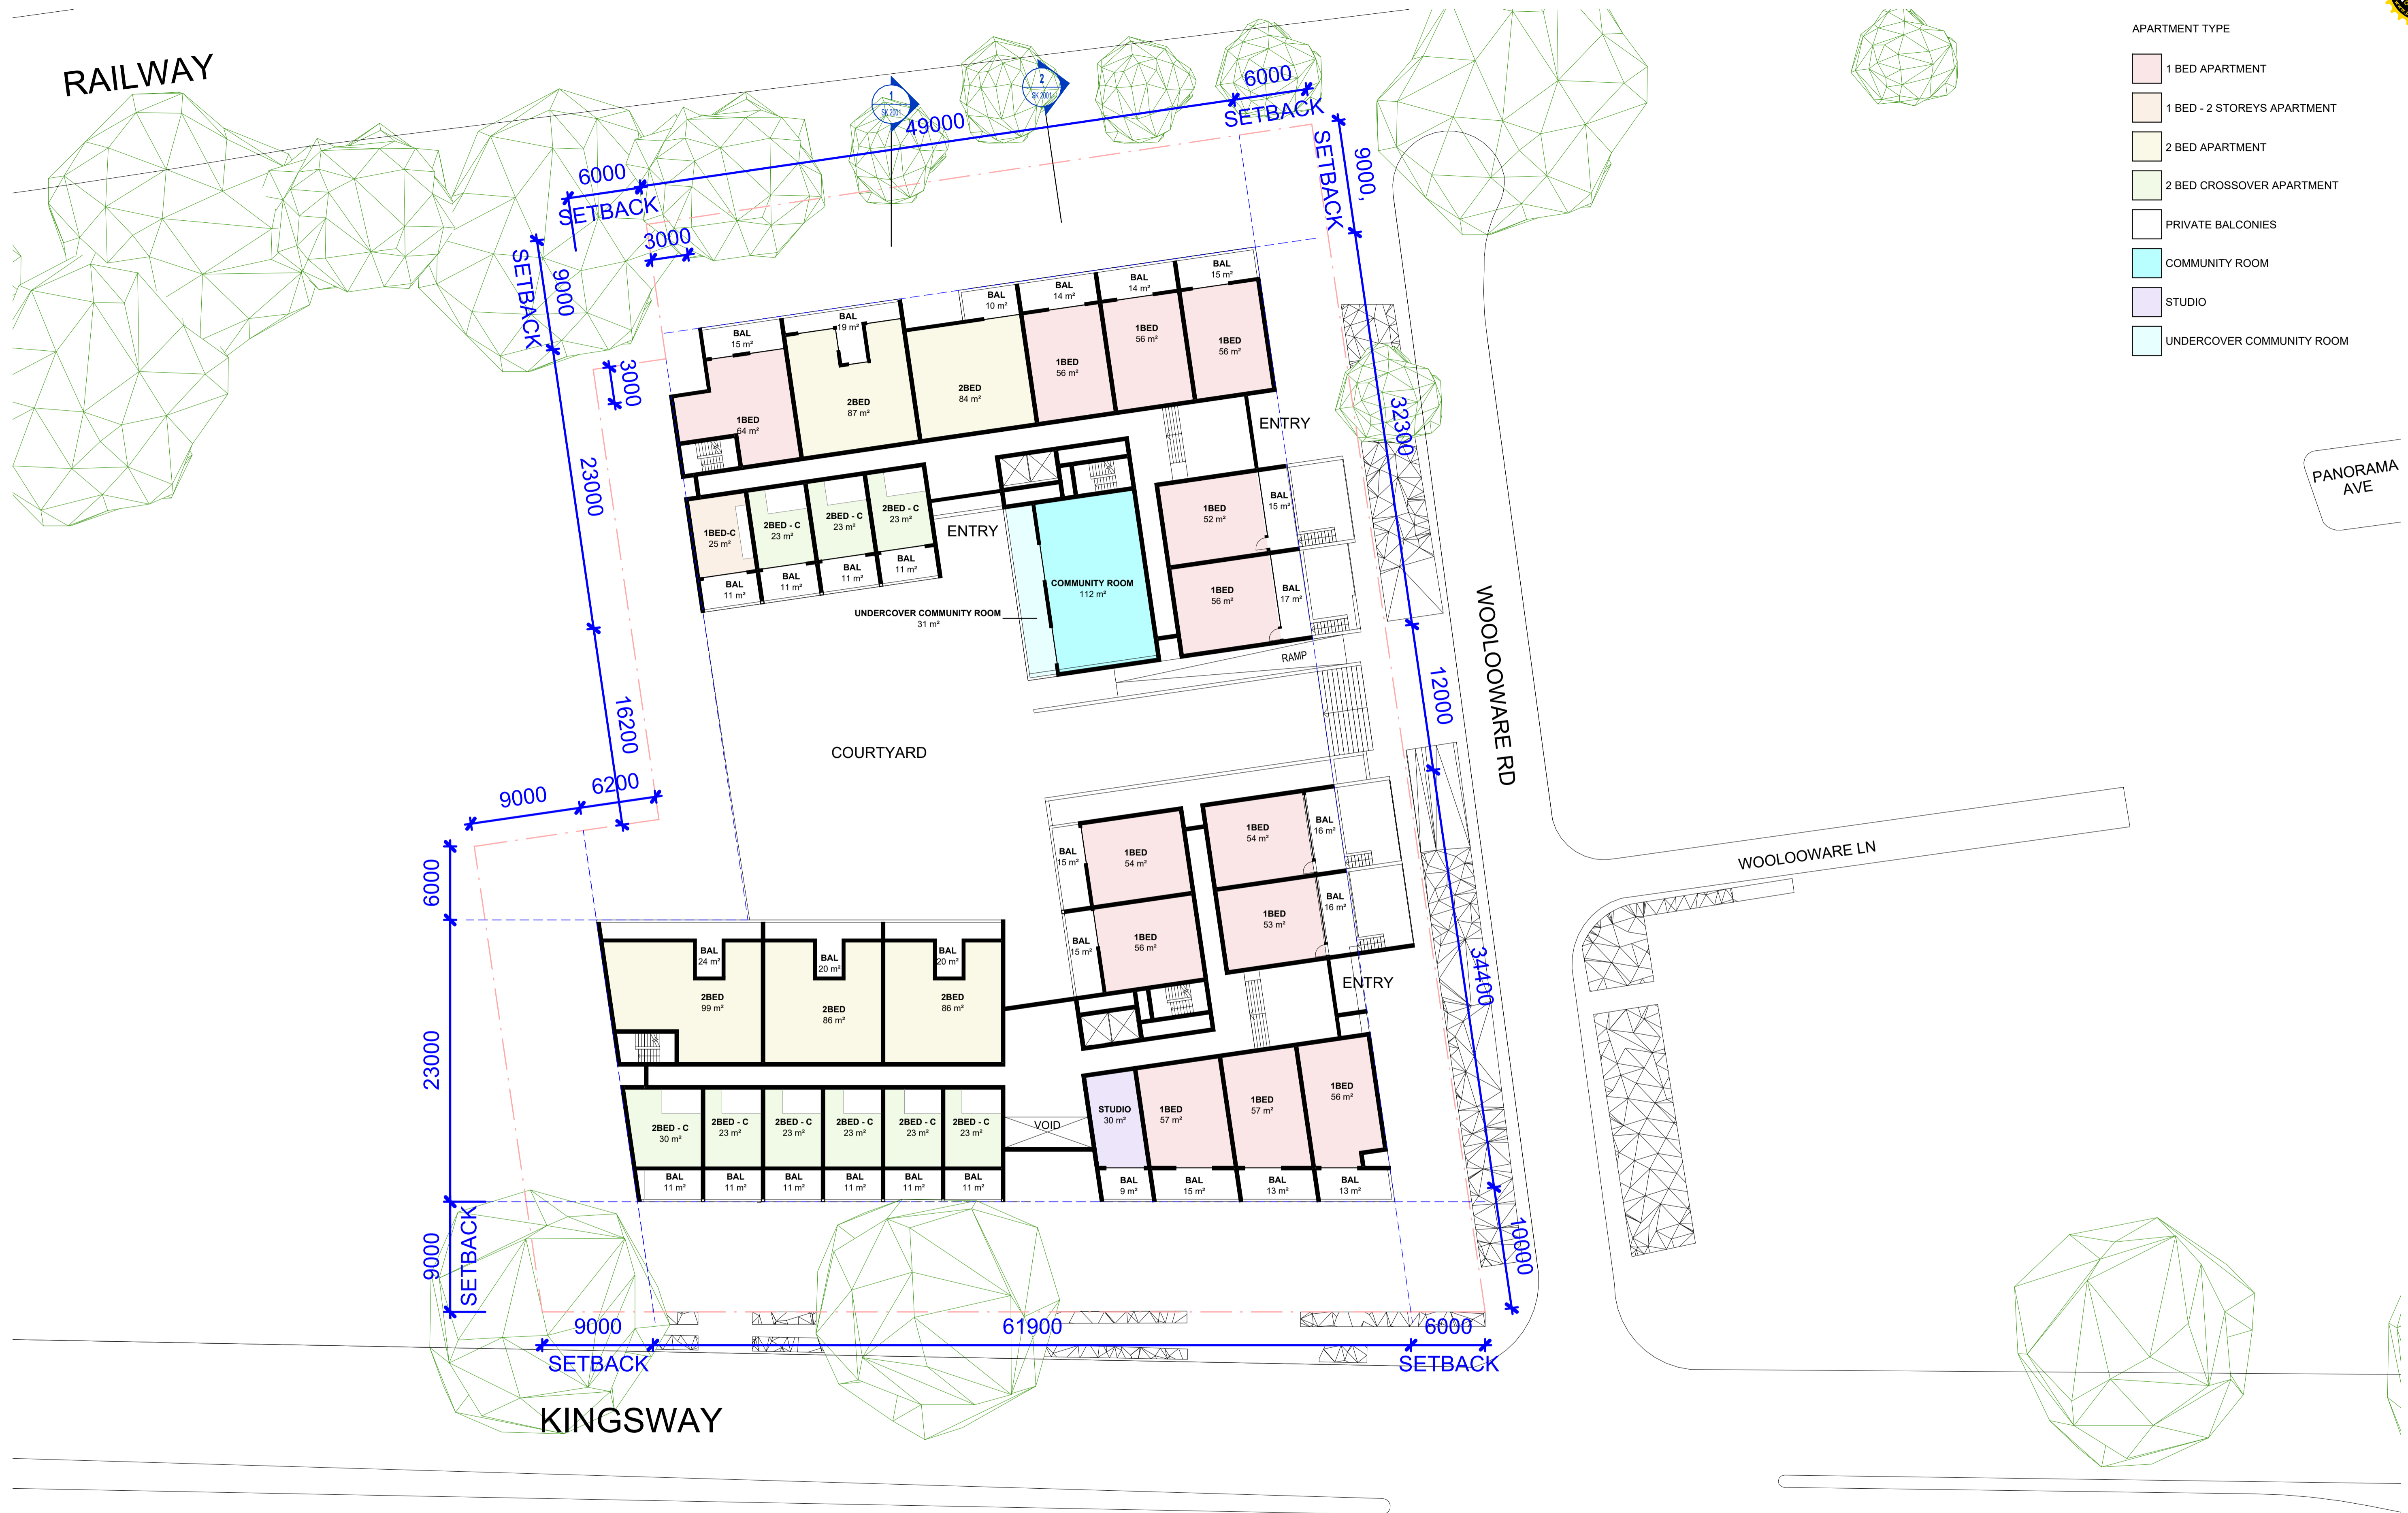 RAILWAY
APARTMENT TYPE
1 BED APARTMENT
1 BED - 2 STOREYS APARTMENT
2 BED APARTMENT
2 BED CROSSOVER APARTMENT
PRIVATE BALCONIES
COMMUNITY ROOM
STUDIO
UNDERCOVER COMMUNITY ROOM
1
SK 2001
2
SK 2001
6000
SETBACK
49000
6000
SETBACK
SETBACK
9000,
3000
SETBACK
9000
3000
23000
16200
9000
6200
6000
23000
9000
SETBACK
32300
12000
34400
10000
PANORAMA
AVE
WOOLOOWARE RD
WOOLOOWARE LN
BAL
15 m²
BAL
19 m²
BAL
10 m²
BAL
14 m²
BAL
14 m²
BAL
15 m²
1BED
64 m²
2BED
87 m²
2BED
84 m²
1BED
56 m²
1BED
56 m²
1BED
56 m²
ENTRY
1BED-C
25 m²
2BED - C
23 m²
2BED - C
23 m²
2BED - C
23 m²
BAL
11 m²
BAL
11 m²
BAL
11 m²
BAL
11 m²
ENTRY
UNDERCOVER COMMUNITY ROOM
31 m²
COMMUNITY ROOM
112 m²
1BED
52 m²
BAL
15 m²
1BED
56 m²
BAL
17 m²
RAMP
COURTYARD
BAL
15 m²
1BED
54 m²
1BED
54 m²
BAL
16 m²
BAL
15 m²
1BED
56 m²
1BED
53 m²
BAL
16 m²
ENTRY
BAL
24 m²
BAL
20 m²
BAL
20 m²
2BED
99 m²
2BED
86 m²
2BED
86 m²
2BED - C
30 m²
2BED - C
23 m²
2BED - C
23 m²
2BED - C
23 m²
2BED - C
23 m²
2BED - C
23 m²
VOID
STUDIO
30 m²
1BED
57 m²
1BED
57 m²
1BED
56 m²
BAL
11 m²
BAL
11 m²
BAL
11 m²
BAL
11 m²
BAL
11 m²
BAL
11 m²
BAL
9 m²
BAL
15 m²
BAL
13 m²
BAL
13 m²
9000
SETBACK
61900
6000
SETBACK
KINGSWAY